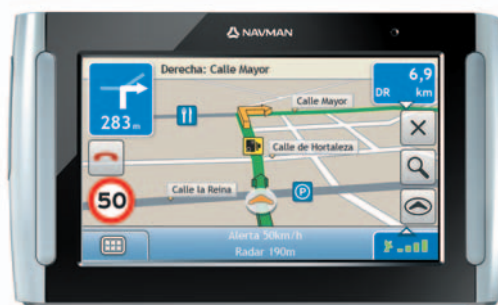 NAVMAN
Derecha: Calle Mayor
6,9
DR km
283m
Calle Mayor
Calle de Hortaleza
50
Calle la Reina
P
Alerta 50km/h
Radar 190m